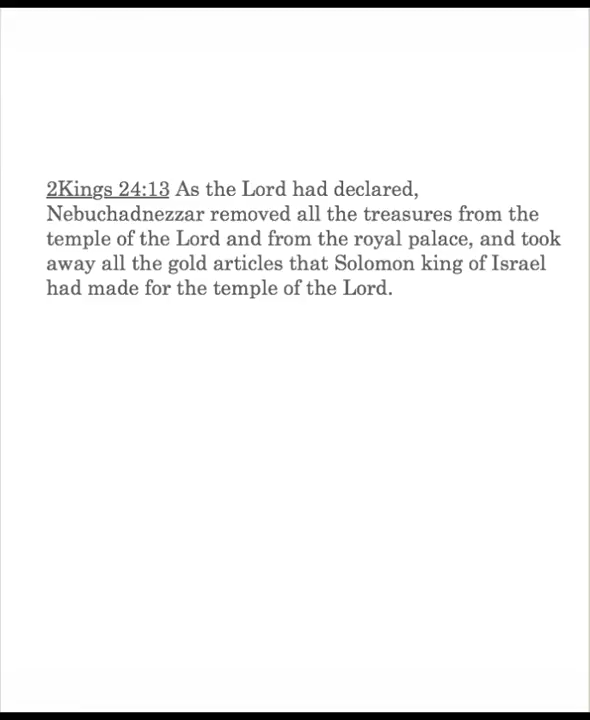 2Kings 24:13 As the Lord had declared,
Nebuchadnezzar removed all the treasures from the
temple of the Lord and from the royal palace, and took
away all the gold articles that Solomon king of Israel
had made for the temple of the Lord.